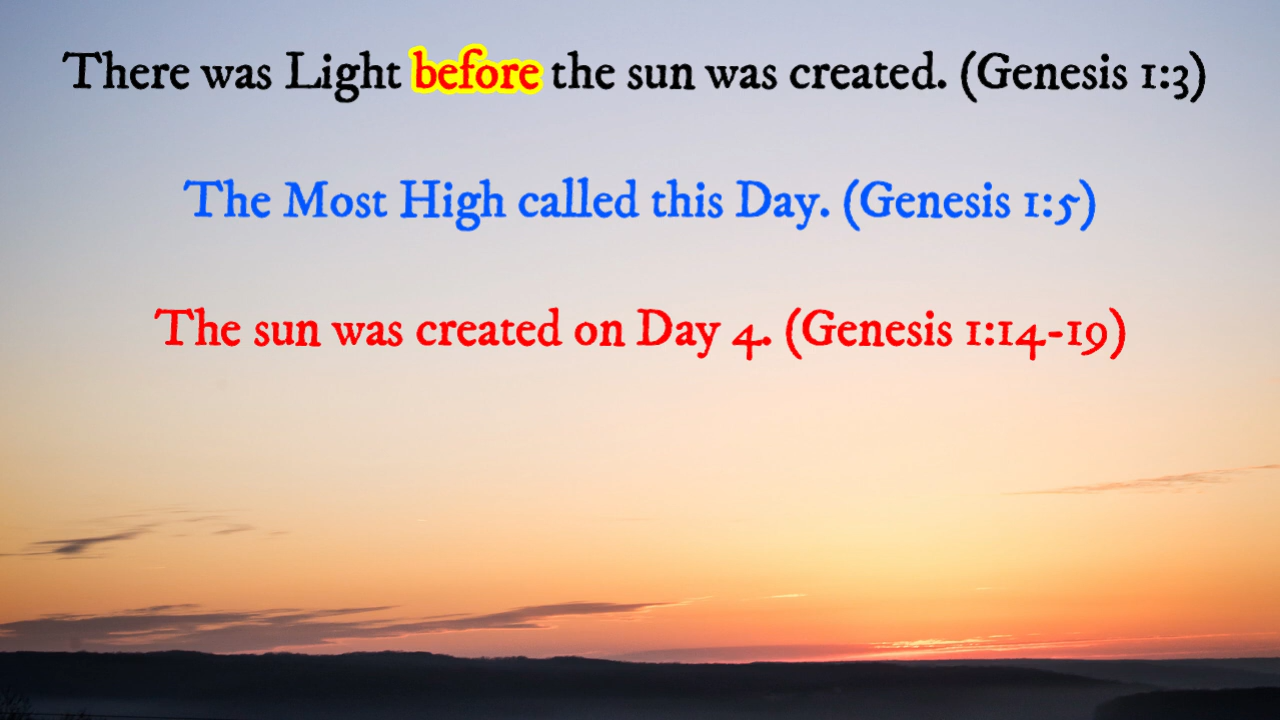 There was Light before the sun was created. (Genesis 1:3)
The Most High called this Day. (Genesis 1:5)
The sun was created on Day 4. (Genesis 1:14-19)